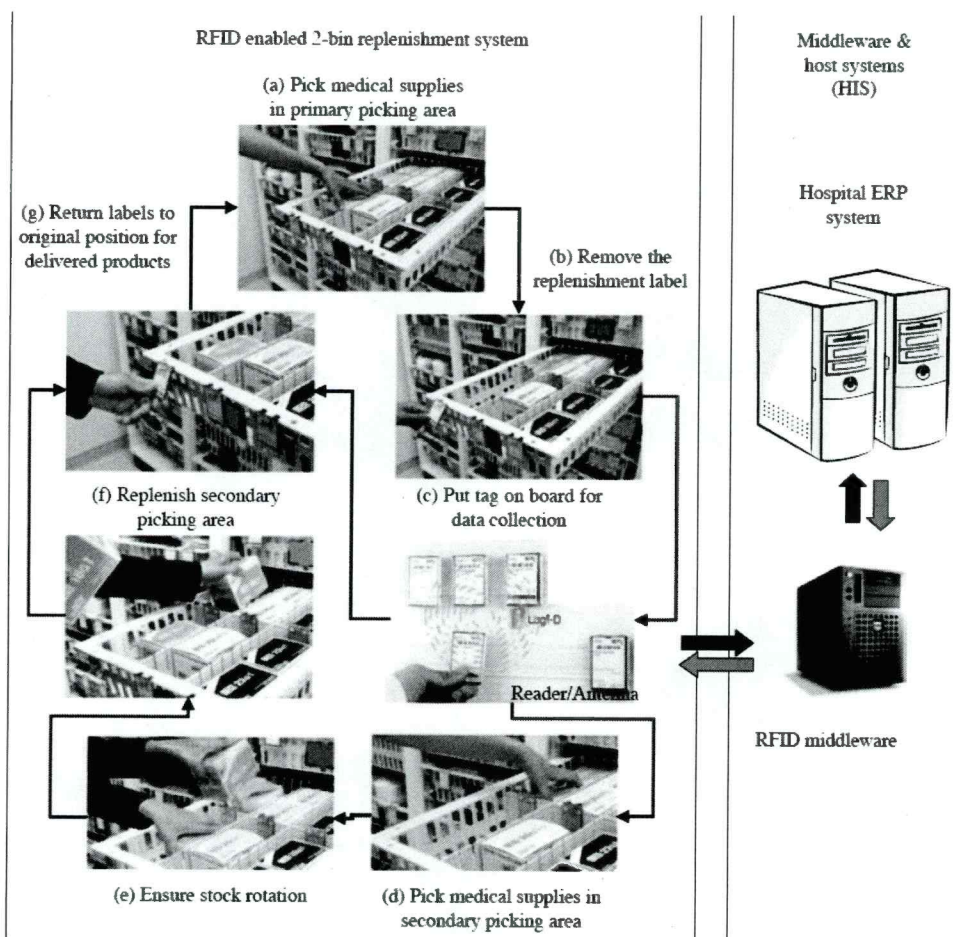 RFID enabled 2-bin replenishment system
(a) Pick medical supplies
in primary picking area
(g) Return labels to
original position for
delivered products
(b) Remove the
replenishment label
(f) Replenish secondary
picking area
(c) Put tag on board for
data collection
Logi-D
Reader/Antenna
(e) Ensure stock rotation
(d) Pick medical supplies in
secondary picking area
Middleware &
host systems
(HIS)
Hospital ERP
system
RFID middleware